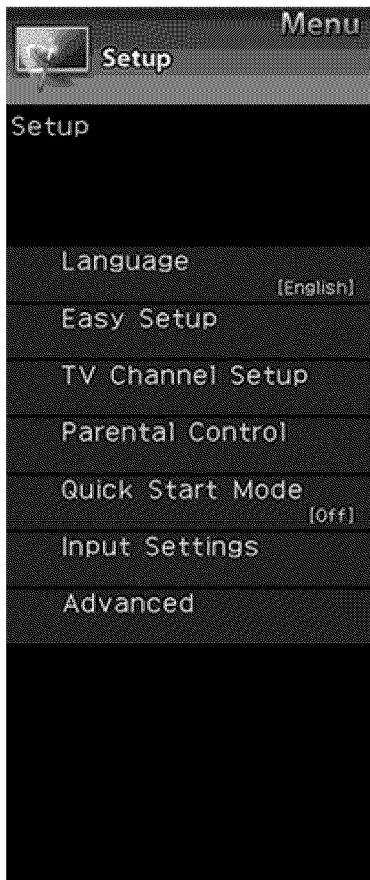 Menu
Setup
Setup
Language
[English]
Easy Setup
TV Channel Setup
Parental Control
Quick Start Mode
[Off]
Input Settings
Advanced